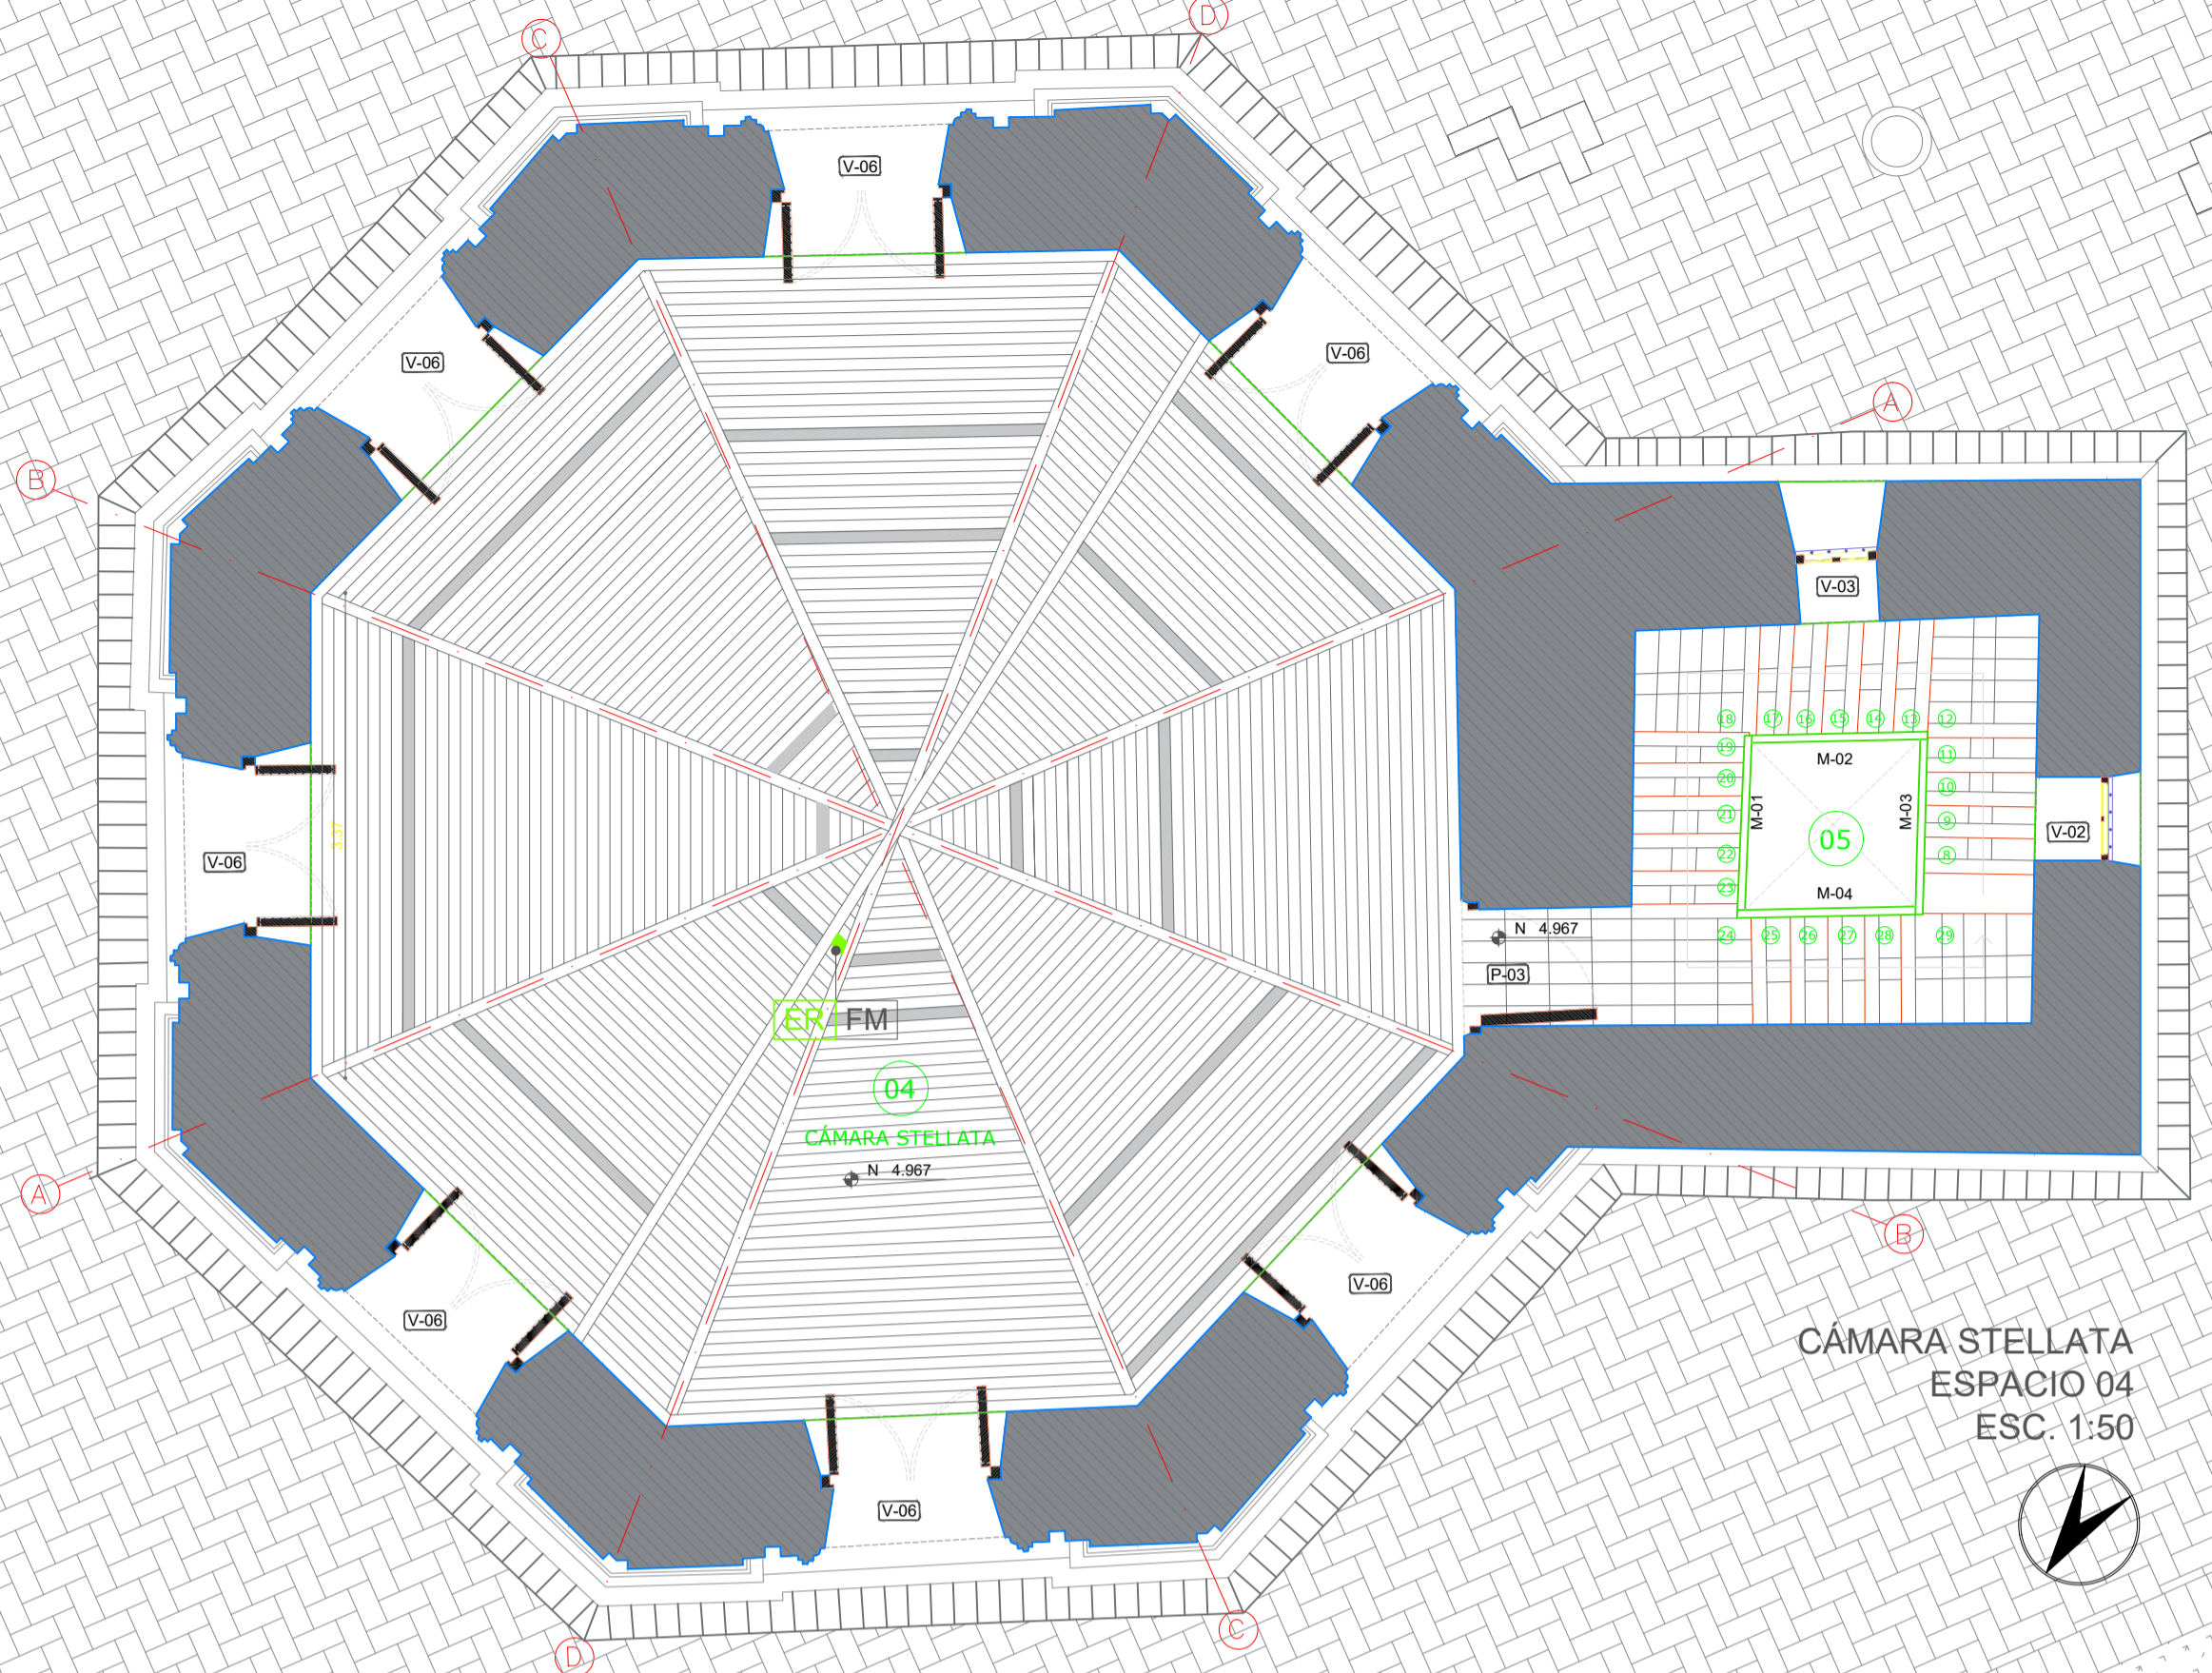 D
C
V-06
V-06
V-06
A
B
V-03
18
17
16
15
14
13
12
19
11
M-02
20
10
21
M-01
M-03
9
05
3.37
V-06
V-02
22
8
23
M-04
24
25
26
27
28
29
N 4.967
P-03
ER FM
04
CÁMARA STELLATA
N 4.967
A
B
V-06
V-06
CÁMARA STELLATA
ESPACIO 04
ESC. 1:50
V-06
C
D